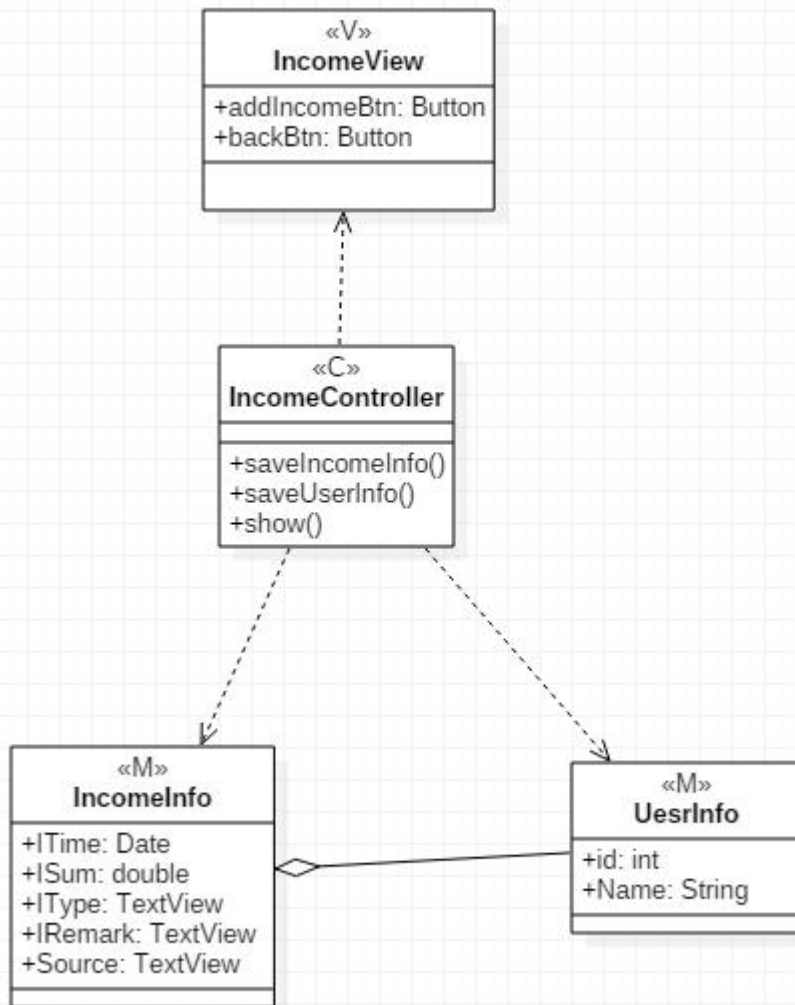 «V»
IncomeView
+addIncomeBtn: Button
+backBtn: Button
«C»
IncomeController
+saveIncomeInfo()
+saveUserInfo()
+show()
«M»
IncomeInfo
+ITime: Date
+ISum: double
+IType: TextView
+IRemark: TextView
+Source: TextView
«M»
UesrInfo
+id: int
+Name: String